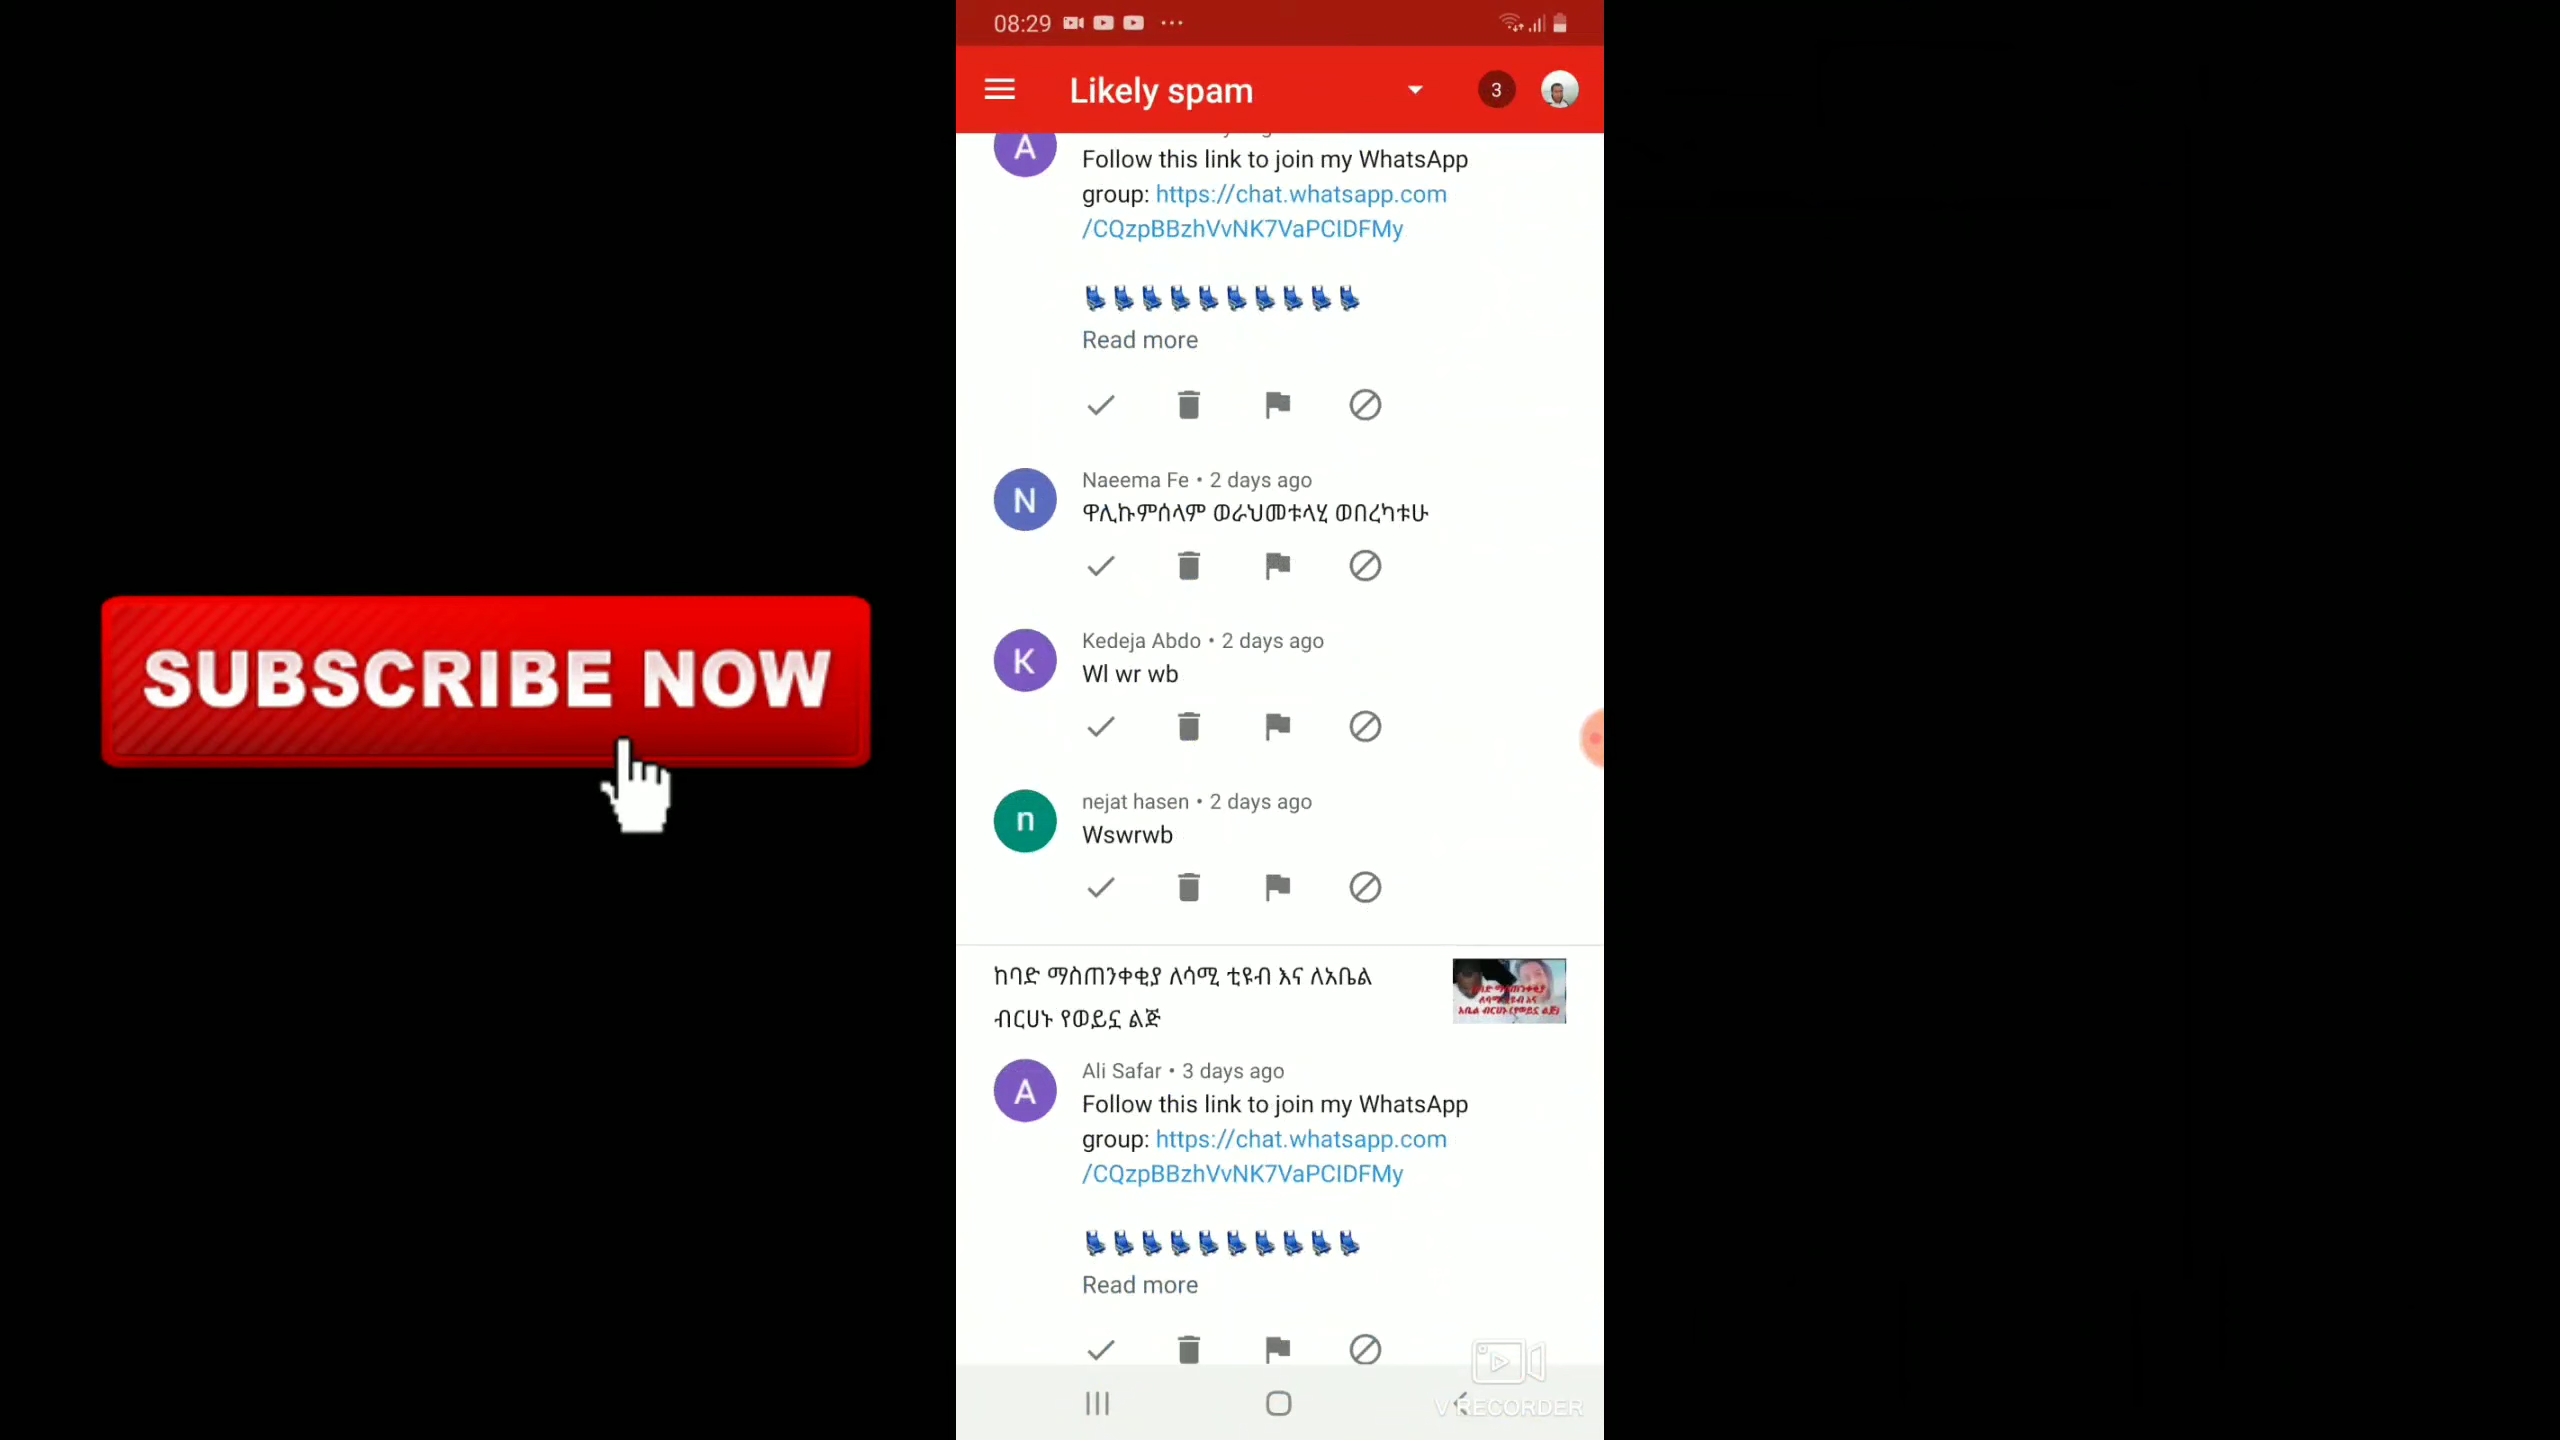 08:29
Likely spam
3
A
Follow this link to join my WhatsApp
group: https://chat.whatsapp.com
/CQzpBBzhVvNK7VaPCIDFMy
Read more
N
Naeema Fe • 2 days ago
ዋሊኩምሰላም ወራህመቱላሂ ወበረካቱሁ
K
Kedeja Abdo • 2 days ago
Wl wr wb
SUBSCRIBE NOW
n
nejat hasen • 2 days ago
Wswrwb
ከባድ ማስጠንቀቂያ ለሳሚ ቲዩብ እና ለአቤል
ብርሀኑ የወይኗ ልጅ
A
Ali Safar • 3 days ago
Follow this link to join my WhatsApp
group: https://chat.whatsapp.com
/CQzpBBzhVvNK7VaPCIDFMy
Read more
V RECORDER